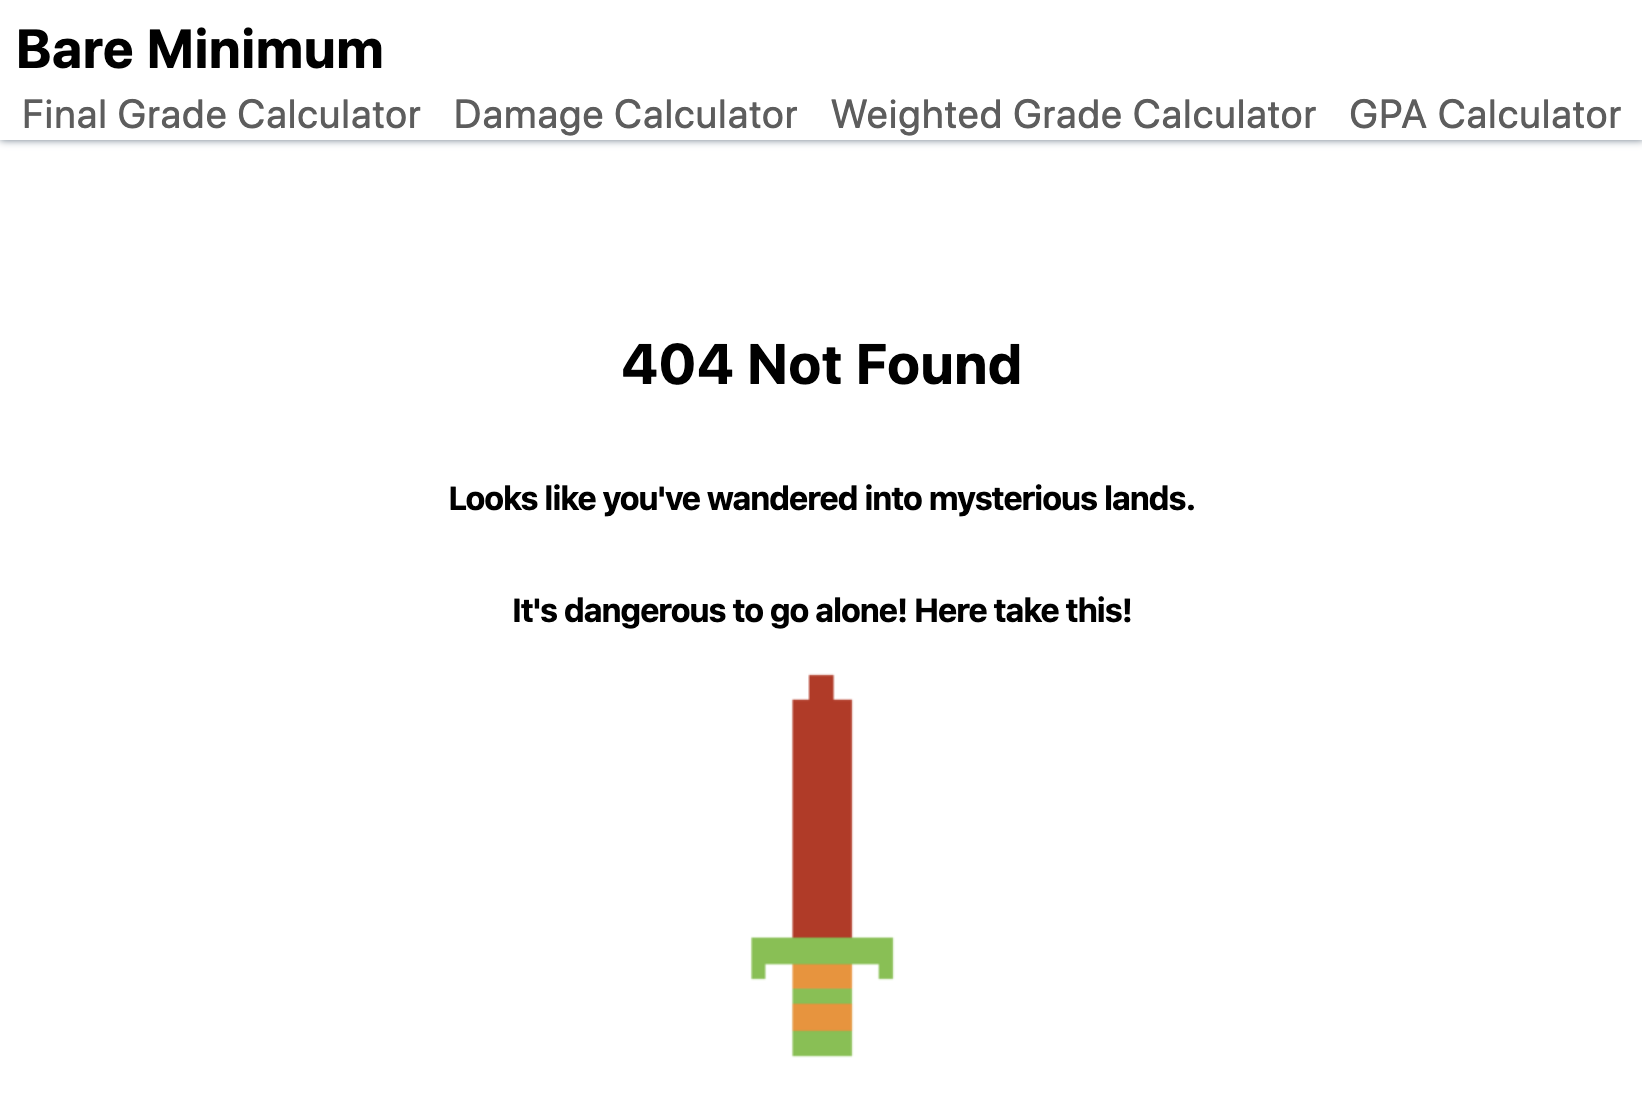 Bare Minimum
Final Grade Calculator Damage Calculator Weighted Grade Calculator GPA Calculator
404 Not Found
Looks like you've wandered into mysterious lands.
It's dangerous to go alone! Here take this!